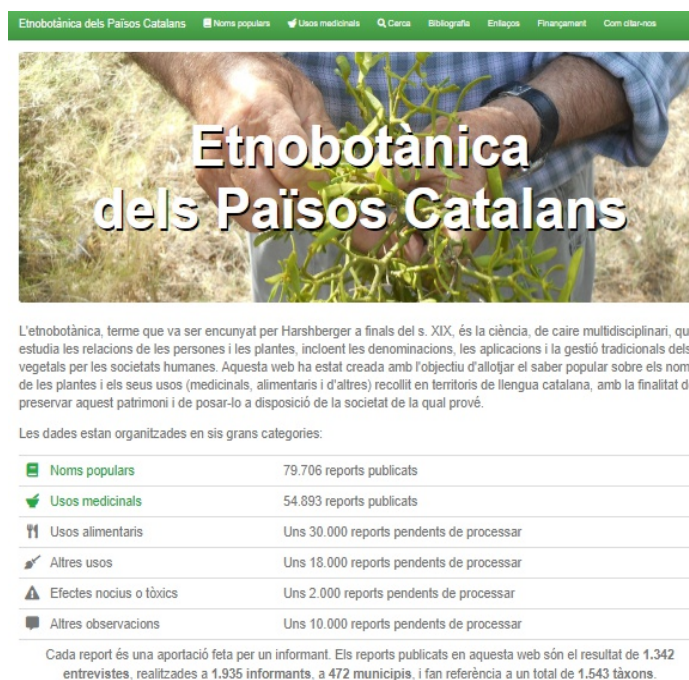 Etnobotànica dels Països Catalans Noms populars Usos medicinals Cerca Bibliografia Enllaços Finançament Com citar-nos
Etnobotànica
dels Països Catalans
L'etnobotànica, terme que va ser encunyat per Harshberger a finals del s. XIX, és la ciència, de caire multidisciplinari, qu
estudia les relacions de les persones i les plantes, incloent les denominacions, les aplicacions i la gestió tradicionals dels
vegetals per les societats humanes. Aquesta web ha estat creada amb l'objectiu d'allotjar el saber popular sobre els nom
de les plantes i els seus usos (medicinals, alimentaris i d'altres) recollit en territoris de llengua catalana, amb la finalitat d
preservar aquest patrimoni i de posar-lo a disposició de la societat de la qual prové.
Les dades estan organitzades en sis grans categories:
Noms populars 79.706 reports publicats
Usos medicinals 54.893 reports publicats
Usos alimentaris Uns 30.000 reports pendents de processar
Altres usos Uns 18.000 reports pendents de processar
Efectes nocius o tòxics Uns 2.000 reports pendents de processar
Altres observacions Uns 10.000 reports pendents de processar
Cada report és una aportació feta per un informant. Els reports publicats en aquesta web són el resultat de 1.342
entrevistes, realitzades a 1.935 informants, a 472 municipis, i fan referència a un total de 1.543 tàxons.